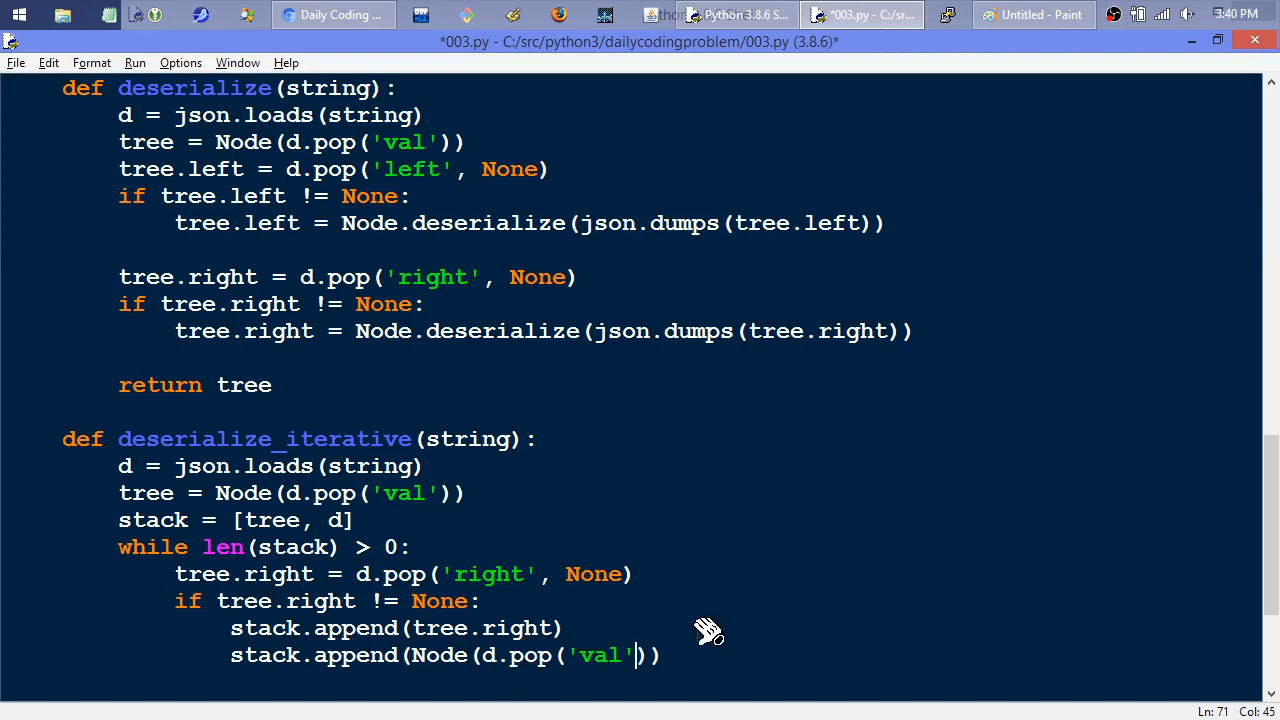 Daily Coding ...
Python 3.8.6 S...
*003.py - C:/sr...
Untitled - Paint
3:40 PM
*003.py - C:/src/python3/dailycodingproblem/003.py (3.8.6)*
File Edit Format Run Options Window Help
    def deserialize(string):
        d = json.loads(string)
        tree = Node(d.pop('val'))
        tree.left = d.pop('left', None)
        if tree.left != None:
            tree.left = Node.deserialize(json.dumps(tree.left))
        tree.right = d.pop('right', None)
        if tree.right != None:
            tree.right = Node.deserialize(json.dumps(tree.right))
        return tree
    def deserialize_iterative(string):
        d = json.loads(string)
        tree = Node(d.pop('val'))
        stack = [tree, d]
        while len(stack) > 0:
            tree.right = d.pop('right', None)
            if tree.right != None:
                stack.append(tree.right)
                stack.append(Node(d.pop('val'))
Ln: 71 Col: 45